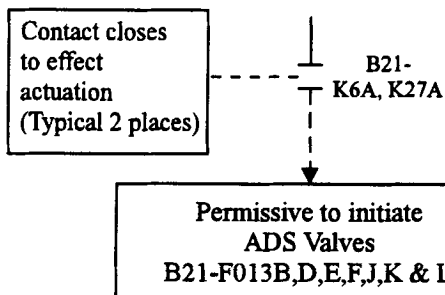 Contact closes
to effect
actuation
(Typical 2 places)
B21-
K6A, K27A
Permissive to initiate
ADS Valves
B21-F013B,D,E,F,J,K & L